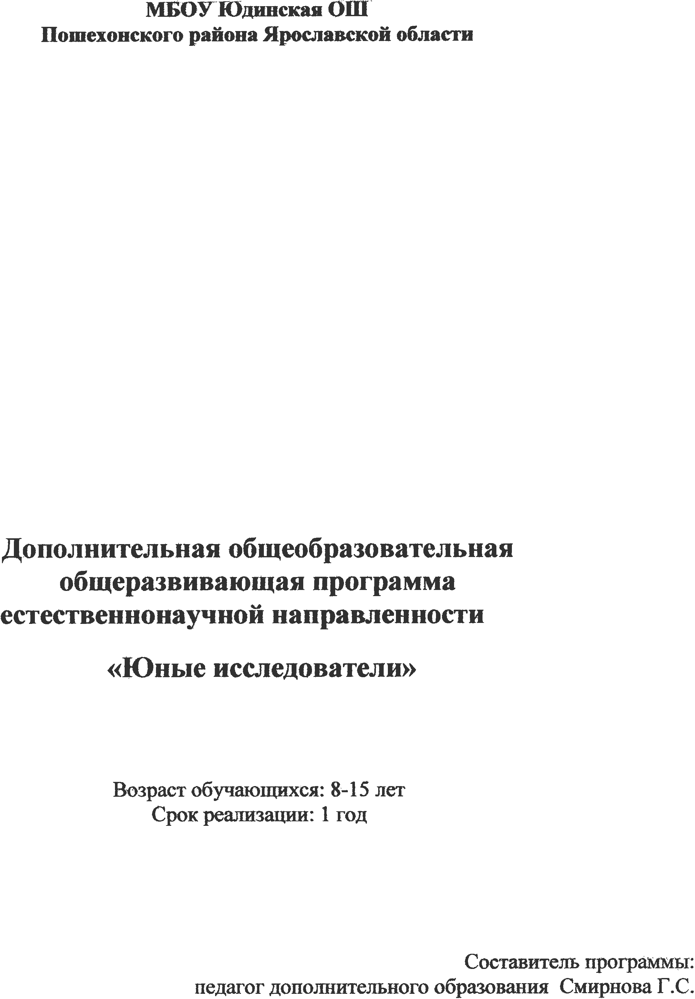 МБОУ Юдинская ОШ
Пошехонского района Ярославской области
Дополнительная общеобразовательная
общеразвивающая программа
естественнонаучной направленности
«Юные исследователи»
Возраст обучающихся: 8-15 лет
Срок реализации: 1 год
Составитель программы:
педагог дополнительного образования Смирнова Г.С.